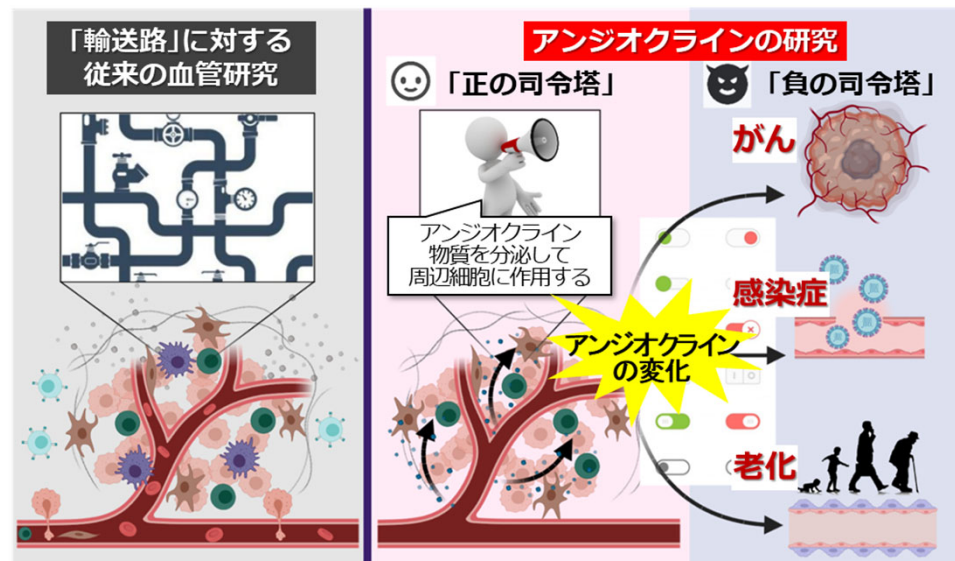 「輸送路」に対する
従来の血管研究
アンジオクラインの研究
「正の司令塔」
「負の司令塔」
アンジオクライン
物質を分泌して
周辺細胞に作用する
アンジオクライン
の変化
がん
感染症
老化